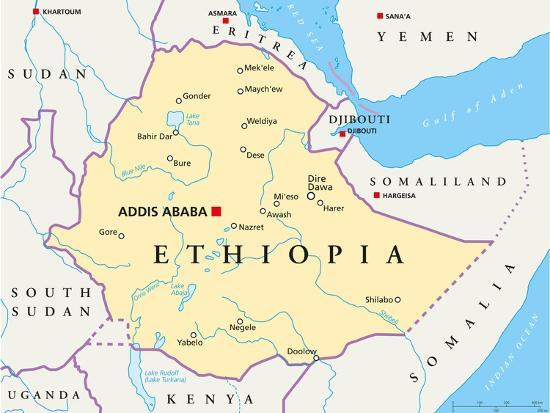 KHARTOUM
ASMARA
SANA'A
RED SEA
ERITREA
YEMEN
SUDAN
Mek'ele
Maych'ew
Gonder
Lake
Tana
Weldiya
Bahir Dar
Dese
Bure
Blue Nile
DJIBOUTI
DJIBOUTI
Gulf of Aden
Dire
Dawa
SOMALILAND
HARGEISA
Mi'eso
Harer
ADDIS ABABA
Awash
Gore
Nazret
ETHIOPIA
Omo Wenz
Lake
Abaja
SOUTH
SUDAN
Shilabo
Shebeli
Negele
Yabelo
Doolow
SOMALIA
INDIAN OCEAN
Lake Rudolf
(Lake Turkana)
UGANDA
KENYA